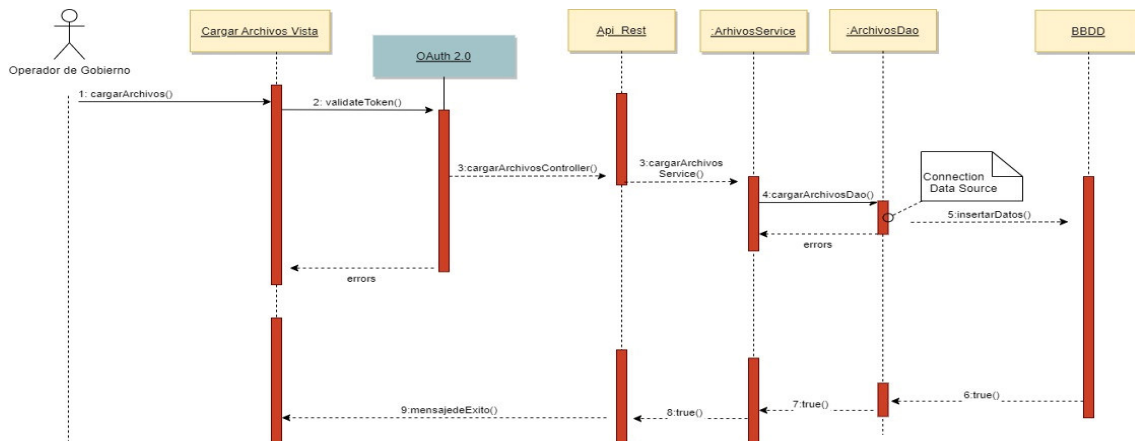 Cargar Archivos Vista
OAuth 2.0
Api_Rest
:ArhivosService
:ArchivosDao
BBDD
Operador de Gobierno
1: cargarArchivos()
2: validateToken()
3:cargarArchivosController()
3:cargarArchivos
Service()
4:cargarArchivosDao()
Connection
Data Source
5:insertarDatos()
errors
errors
6:true()
7:true()
8:true()
9:mensajedeExito()